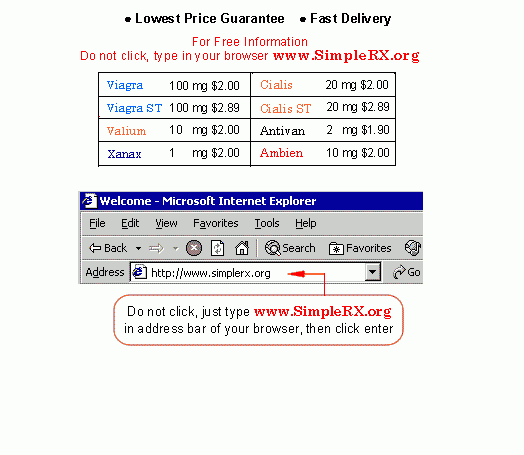 • Lowest Price Guarantee • Fast Delivery
For Free Information
Do not click, type in your browser www.SimpleRX.org
Viagra 100 mg $2.00 Cialis 20 mg $2.00
Viagra ST 100 mg $2.89 Cialis ST 20 mg $2.89
Valium 10 mg $2.00 Antivan 2 mg $1.90
Xanax 1 mg $2.00 Ambien 10 mg $2.00
Welcome - Microsoft Internet Explorer
File Edit View Favorites Tools Help
Back Search Favorites
Address http://www.simplerx.org Go
Do not click, just type www.SimpleRX.org
in address bar of your browser, then click enter